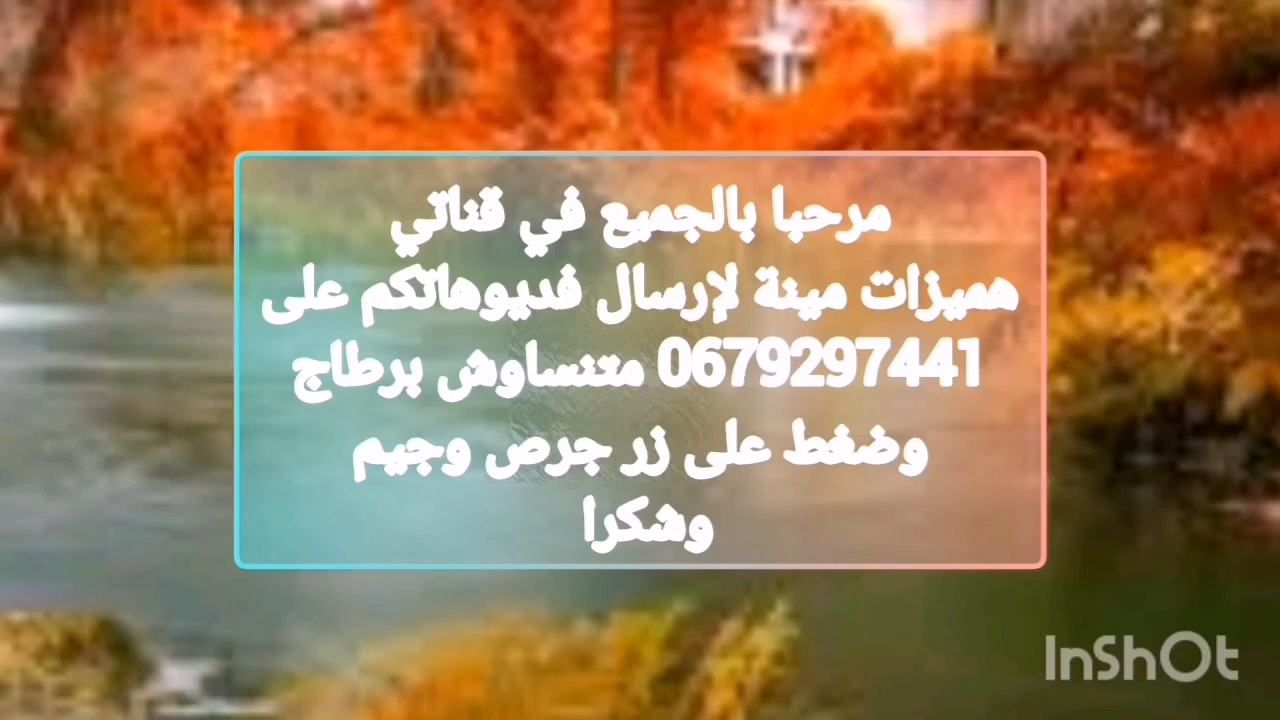 مرحبا بالجميع في قناتي
هميزات مينة لإرسال فديوهاتكم على
0679297441 متنساوش برطاج
وضغط على زر جرص وجيم
وشكرا
InShOt